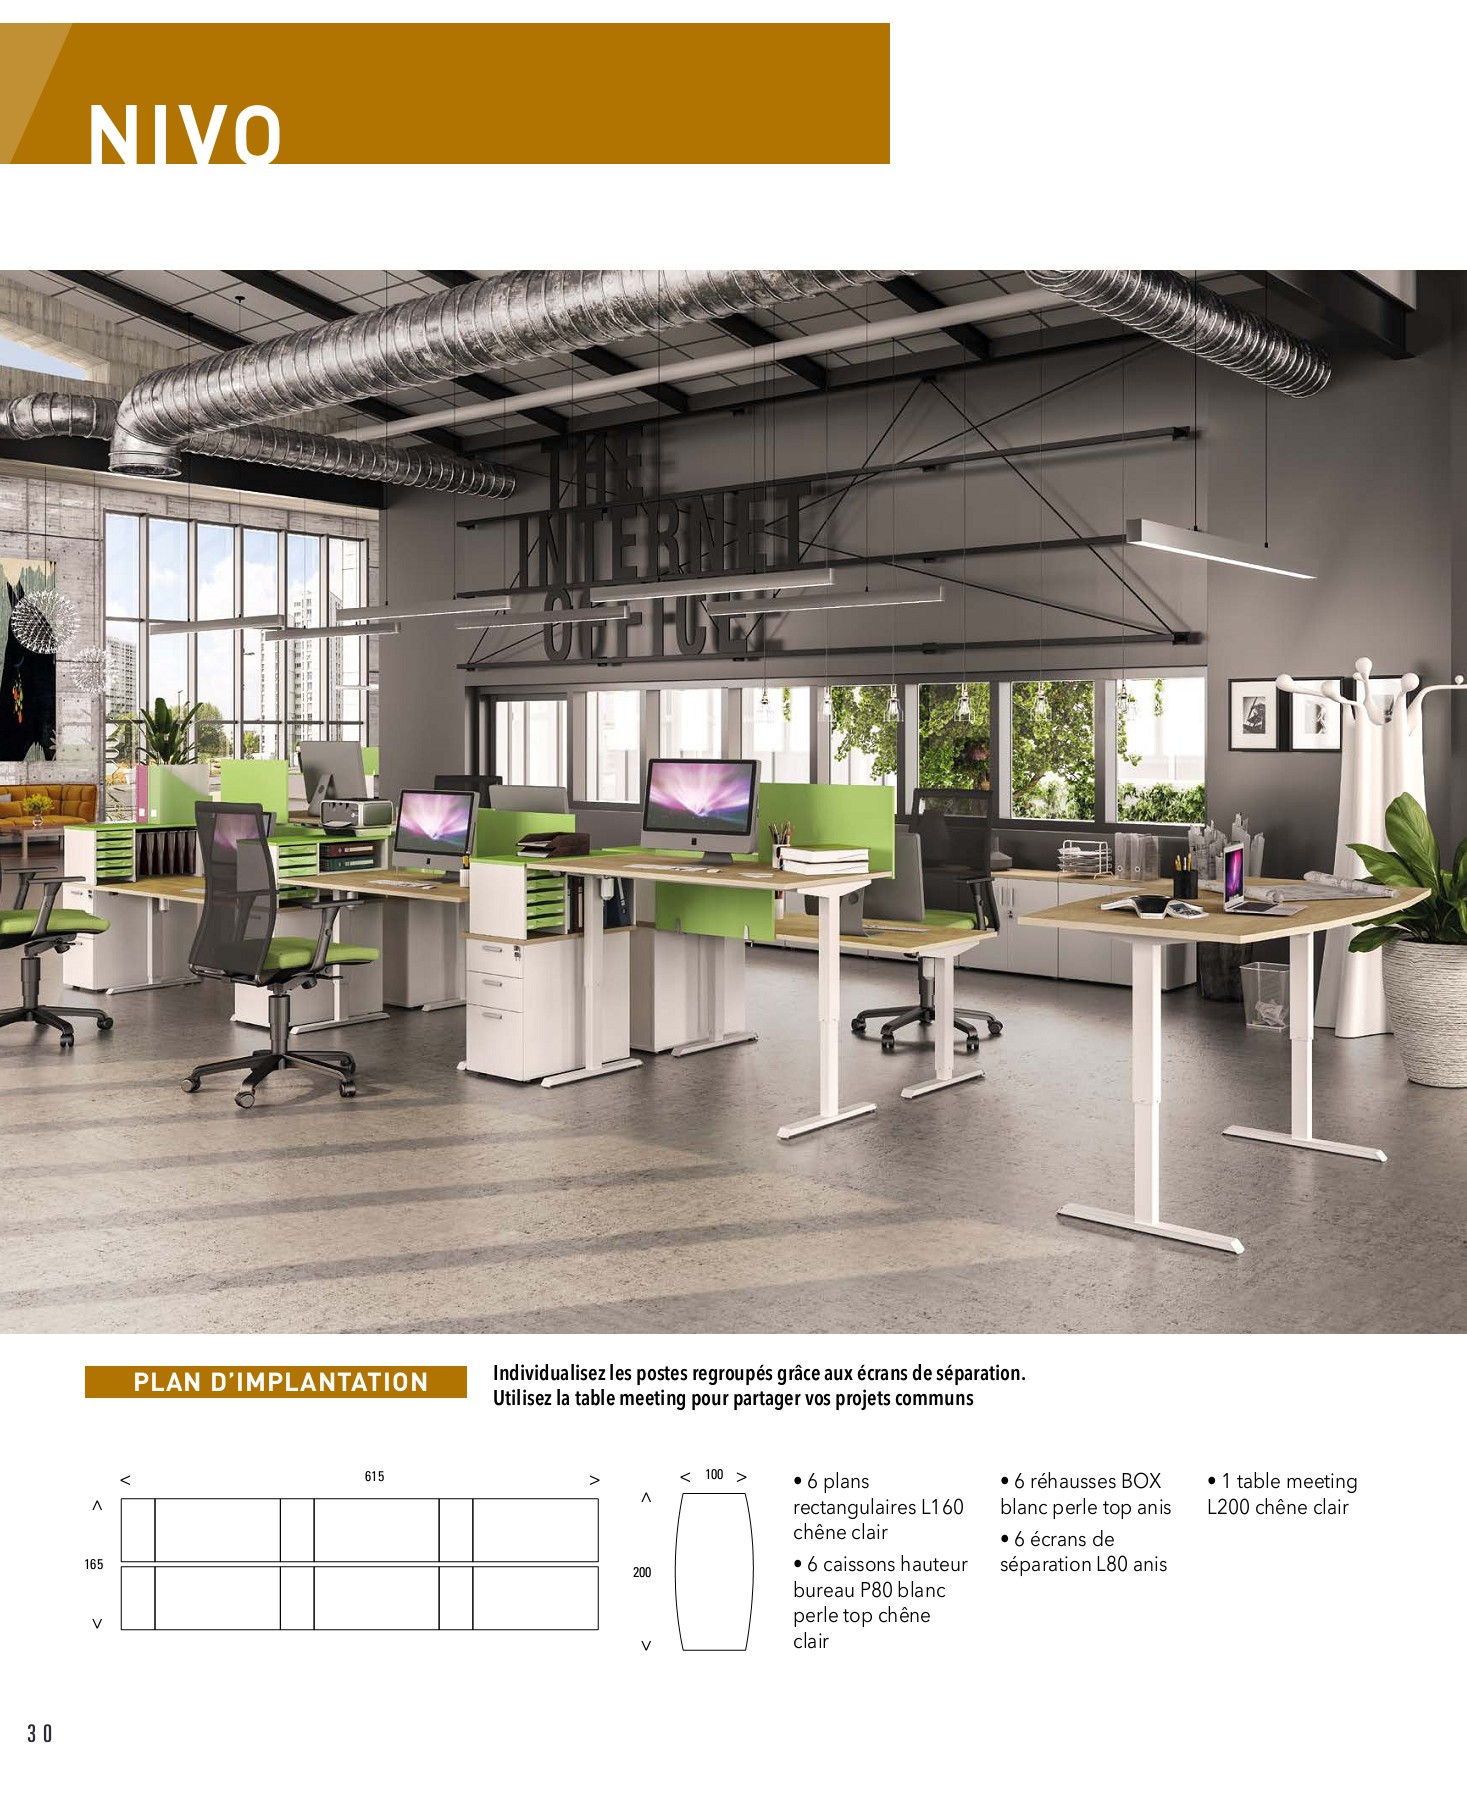 NIVO
THE
INTERNET
OFFICE
PLAN D’IMPLANTATION
Individualisez les postes regroupés grâce aux écrans de séparation.
Utilisez la table meeting pour partager vos projets communs
< 615 >
165
< 100 >
200
• 6 plans
rectangulaires L160
chêne clair
• 6 caissons hauteur
bureau P80 blanc
perle top chêne
clair
• 6 réhausses BOX
blanc perle top anis
• 6 écrans de
séparation L80 anis
• 1 table meeting
L200 chêne clair
30